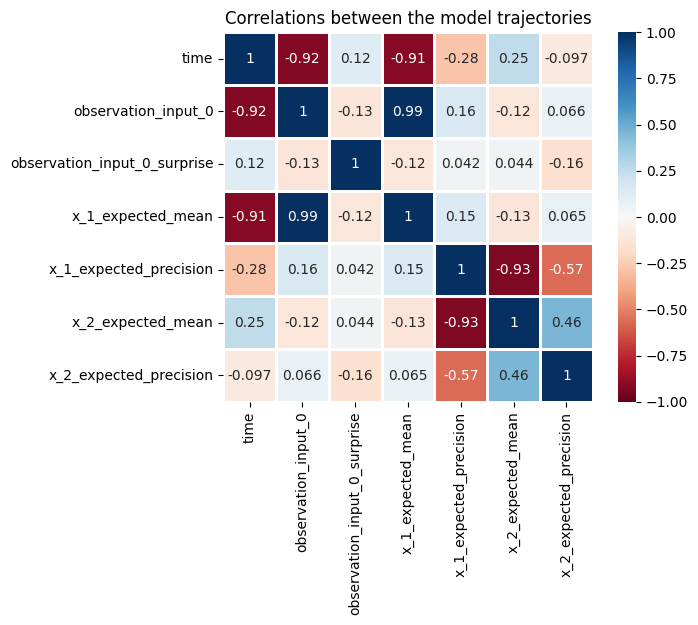 Correlations between the model trajectories
time 1 -0.92 0.12 -0.91 -0.28 0.25 -0.097
observation_input_0 -0.92 1 -0.13 0.99 0.16 -0.12 0.066
observation_input_0_surprise 0.12 -0.13 1 -0.12 0.042 0.044 -0.16
x_1_expected_mean -0.91 0.99 -0.12 1 0.15 -0.13 0.065
x_1_expected_precision -0.28 0.16 0.042 0.15 1 -0.93 -0.57
x_2_expected_mean 0.25 -0.12 0.044 -0.13 -0.93 1 0.46
x_2_expected_precision -0.097 0.066 -0.16 0.065 -0.57 0.46 1
time
observation_input_0
observation_input_0_surprise
x_1_expected_mean
x_1_expected_precision
x_2_expected_mean
x_2_expected_precision
1.00
0.75
0.50
0.25
0.00
−0.25
−0.50
−0.75
−1.00